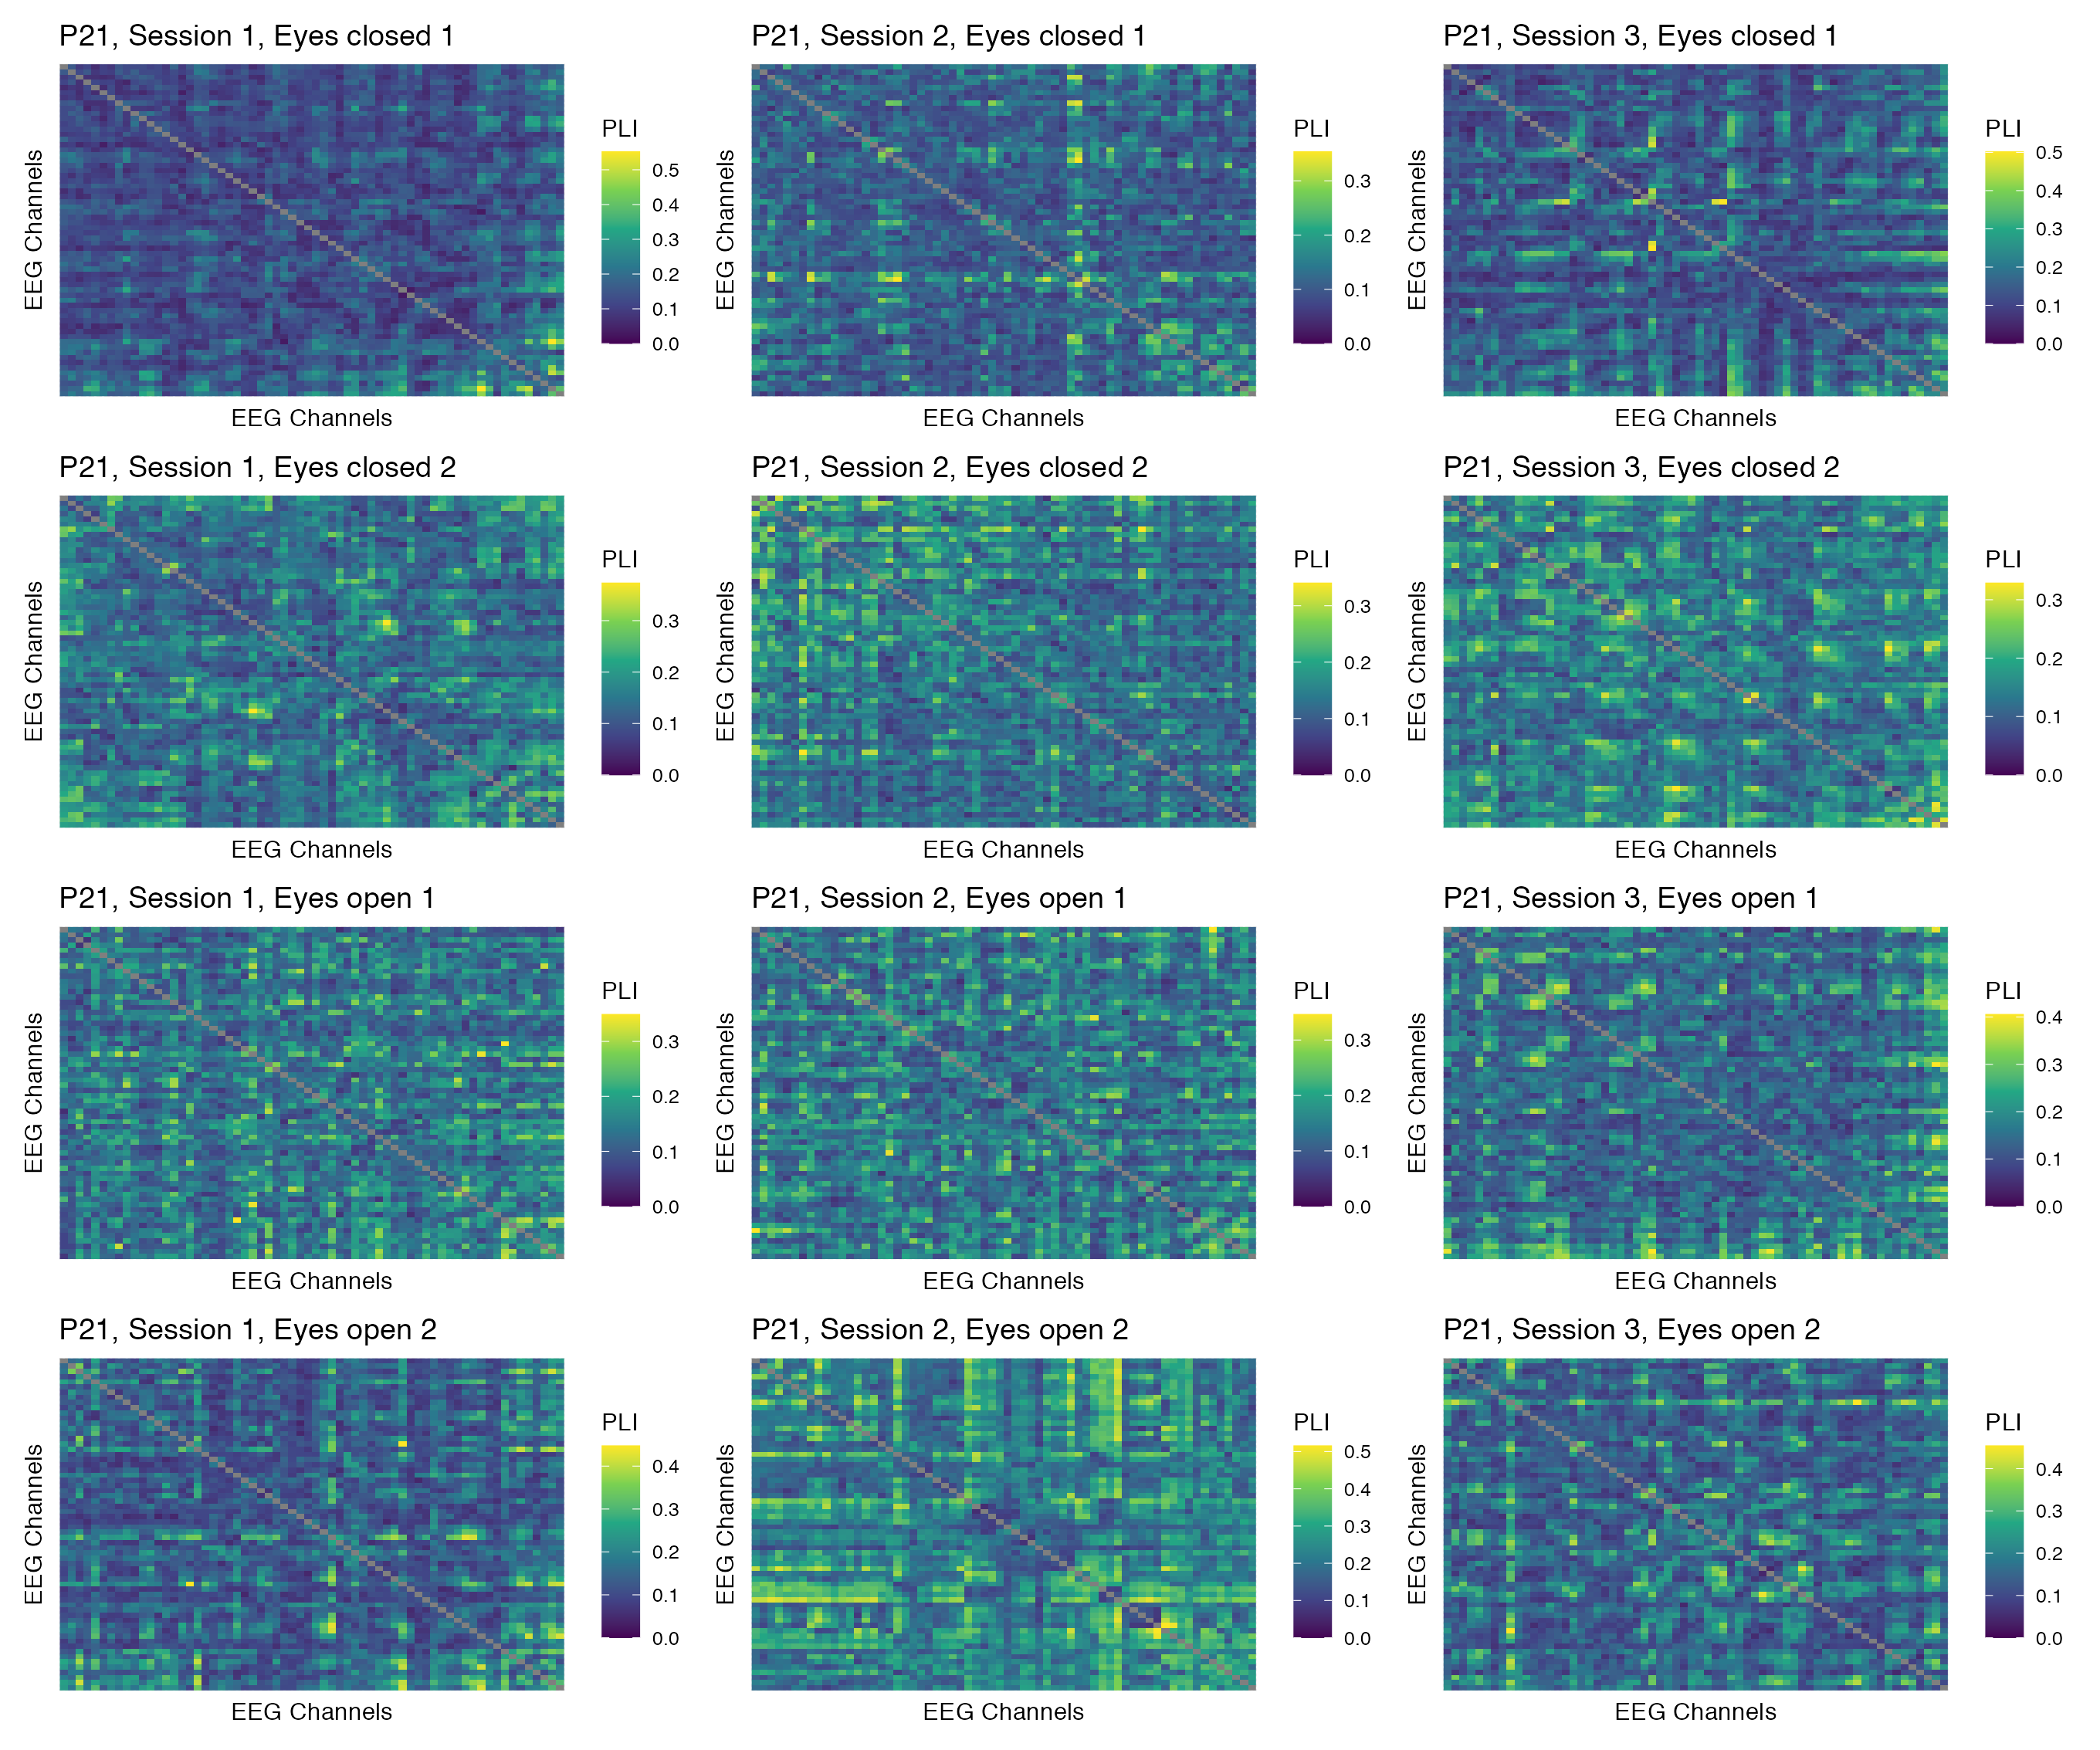 P21, Session 1, Eyes closed 1
EEG Channels
EEG Channels
PLI
0.5
0.4
0.3
0.2
0.1
0.0
P21, Session 2, Eyes closed 1
EEG Channels
EEG Channels
PLI
0.3
0.2
0.1
0.0
P21, Session 3, Eyes closed 1
EEG Channels
EEG Channels
PLI
0.5
0.4
0.3
0.2
0.1
0.0
P21, Session 1, Eyes closed 2
EEG Channels
EEG Channels
PLI
0.3
0.2
0.1
0.0
P21, Session 2, Eyes closed 2
EEG Channels
EEG Channels
PLI
0.3
0.2
0.1
0.0
P21, Session 3, Eyes closed 2
EEG Channels
EEG Channels
PLI
0.3
0.2
0.1
0.0
P21, Session 1, Eyes open 1
EEG Channels
EEG Channels
PLI
0.3
0.2
0.1
0.0
P21, Session 2, Eyes open 1
EEG Channels
EEG Channels
PLI
0.3
0.2
0.1
0.0
P21, Session 3, Eyes open 1
EEG Channels
EEG Channels
PLI
0.4
0.3
0.2
0.1
0.0
P21, Session 1, Eyes open 2
EEG Channels
EEG Channels
PLI
0.4
0.3
0.2
0.1
0.0
P21, Session 2, Eyes open 2
EEG Channels
EEG Channels
PLI
0.5
0.4
0.3
0.2
0.1
0.0
P21, Session 3, Eyes open 2
EEG Channels
EEG Channels
PLI
0.4
0.3
0.2
0.1
0.0